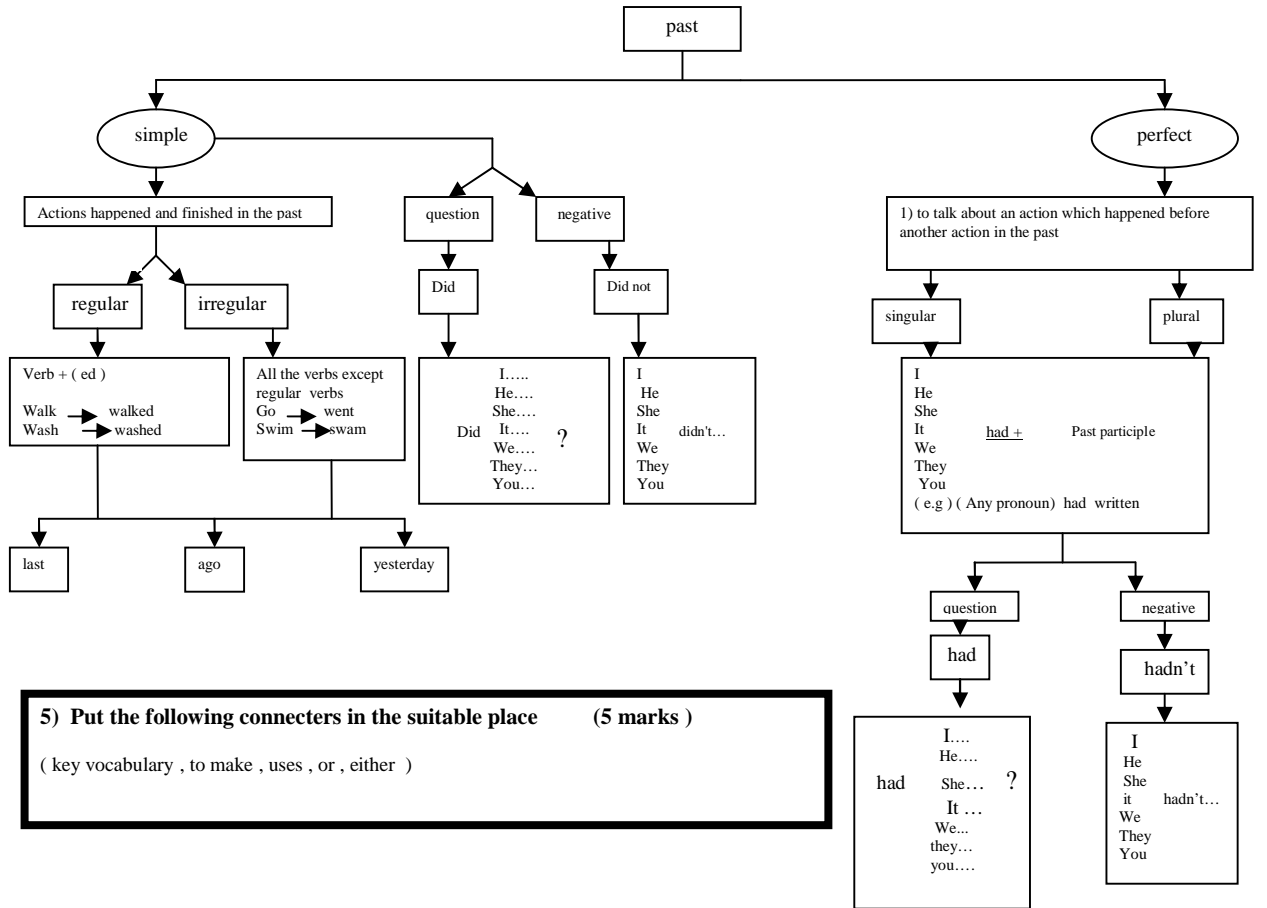 past
simple
perfect
Actions happened and finished in the past
question
negative
1) to talk about an action which happened before
another action in the past
Did
Did not
regular
irregular
singular
plural
Verb + ( ed )
Walk walked
Wash washed
All the verbs except
regular verbs
Go went
Swim swam
I…..
He….
She….
Did It…. ?
We….
They…
You…
I
He
She
It didn't…
We
They
You
I
He
She
It had + Past participle
We
They
You
( e.g ) ( Any pronoun) had written
last
ago
yesterday
question
negative
had
hadn't
5) Put the following connecters in the suitable place (5 marks )
( key vocabulary , to make , uses , or , either )
I….
He….
had She… ?
It …
We...
they…
you….
I
He
She
it hadn't…
We
They
You